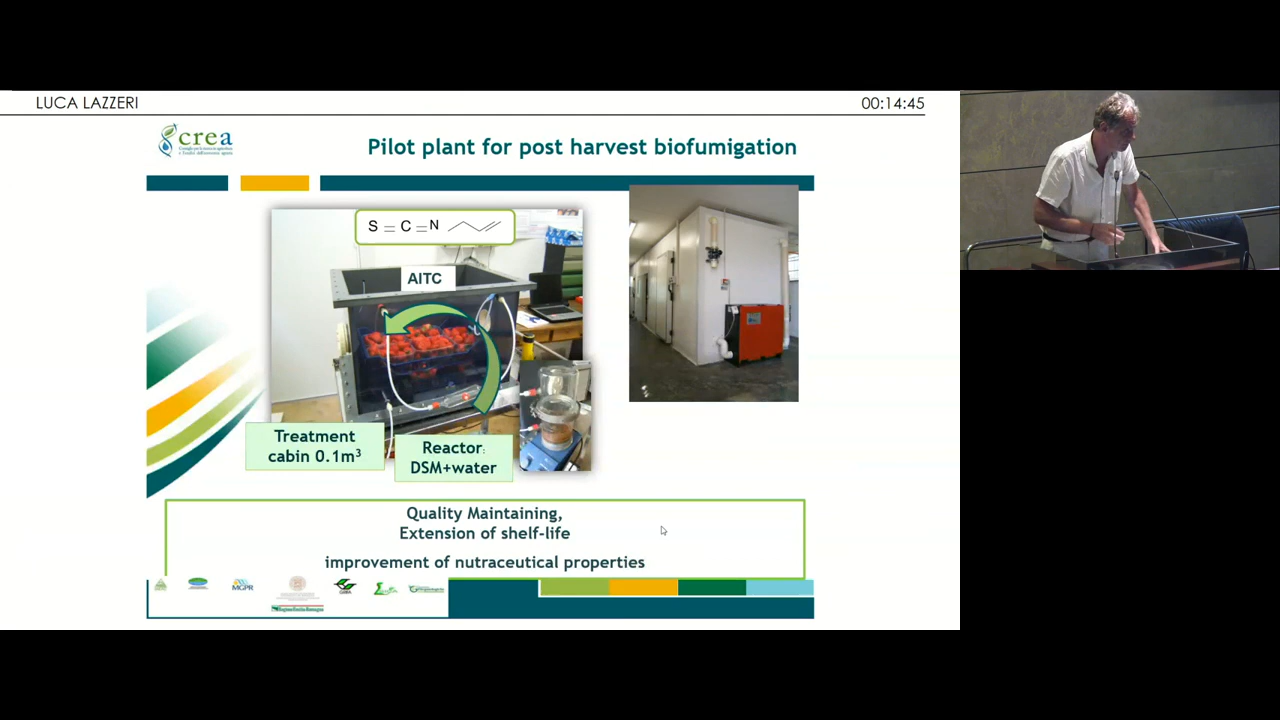 LUCA LAZZERI
00:14:45
crea
Pilot plant for post harvest biofumigation
S = C = N
AITC
Treatment
cabin 0.1m³
Reactor:
DSM+water
Quality Maintaining,
Extension of shelf-life
improvement of nutraceutical properties
MGPR